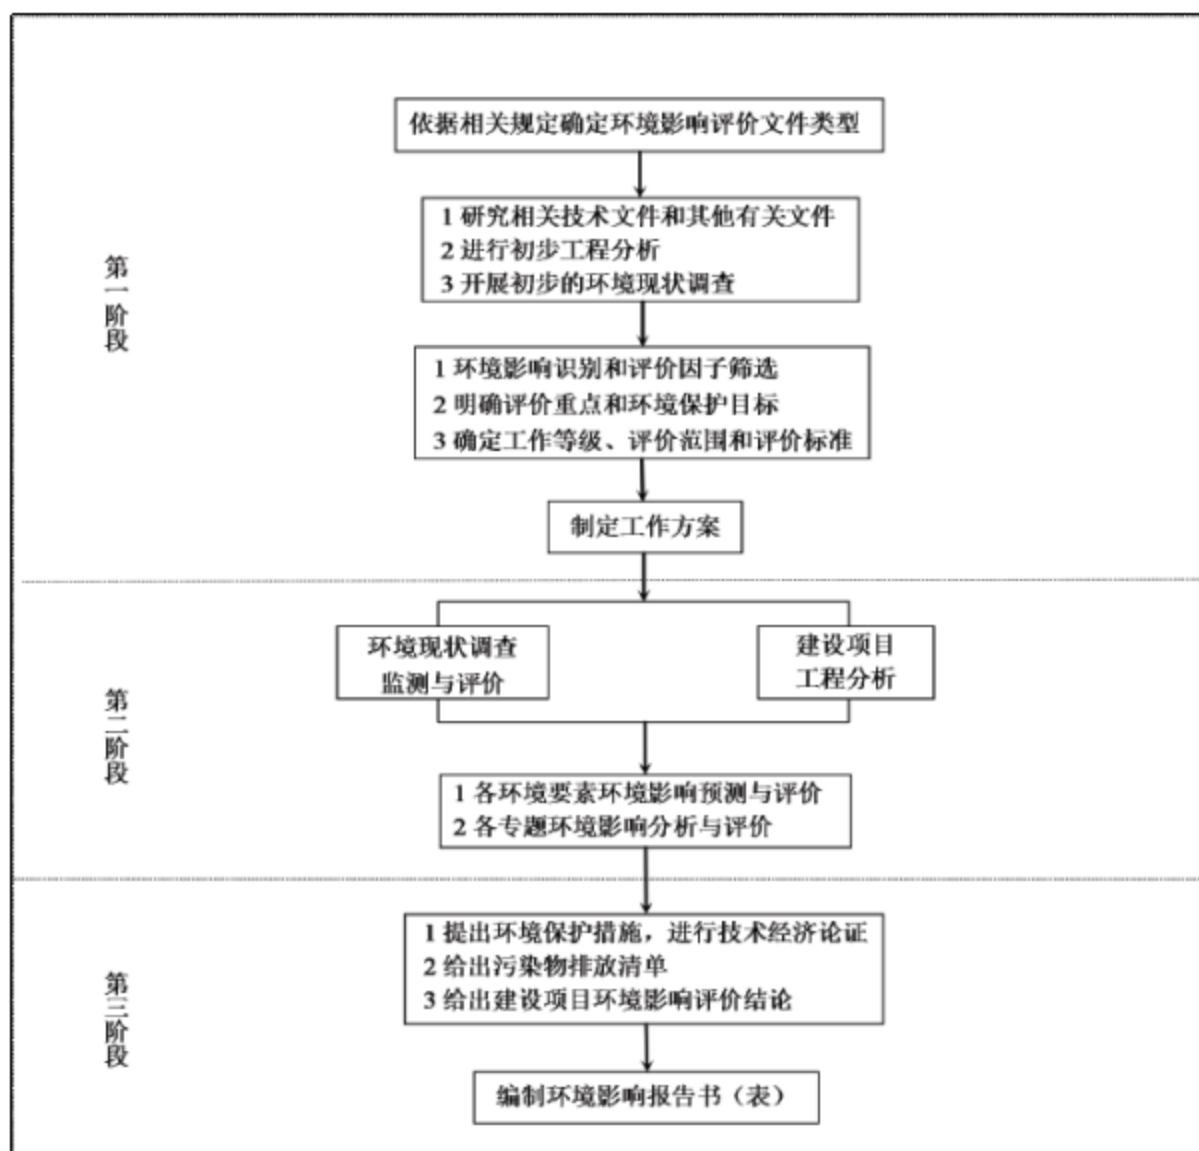 依据相关规定确定环境影响评价文件类型
1 研究相关技术文件和其他有关文件
2 进行初步工程分析
3 开展初步的环境现状调查
第一阶段
1 环境影响识别和评价因子筛选
2 明确评价重点和环境保护目标
3 确定工作等级、评价范围和评价标准
制定工作方案
环境现状调查
监测与评价
建设项目
工程分析
第二阶段
1 各环境要素环境影响预测与评价
2 各专题环境影响分析与评价
1 提出环境保护措施，进行技术经济论证
2 给出污染物排放清单
3 给出建设项目环境影响评价结论
第三阶段
编制环境影响报告书（表）